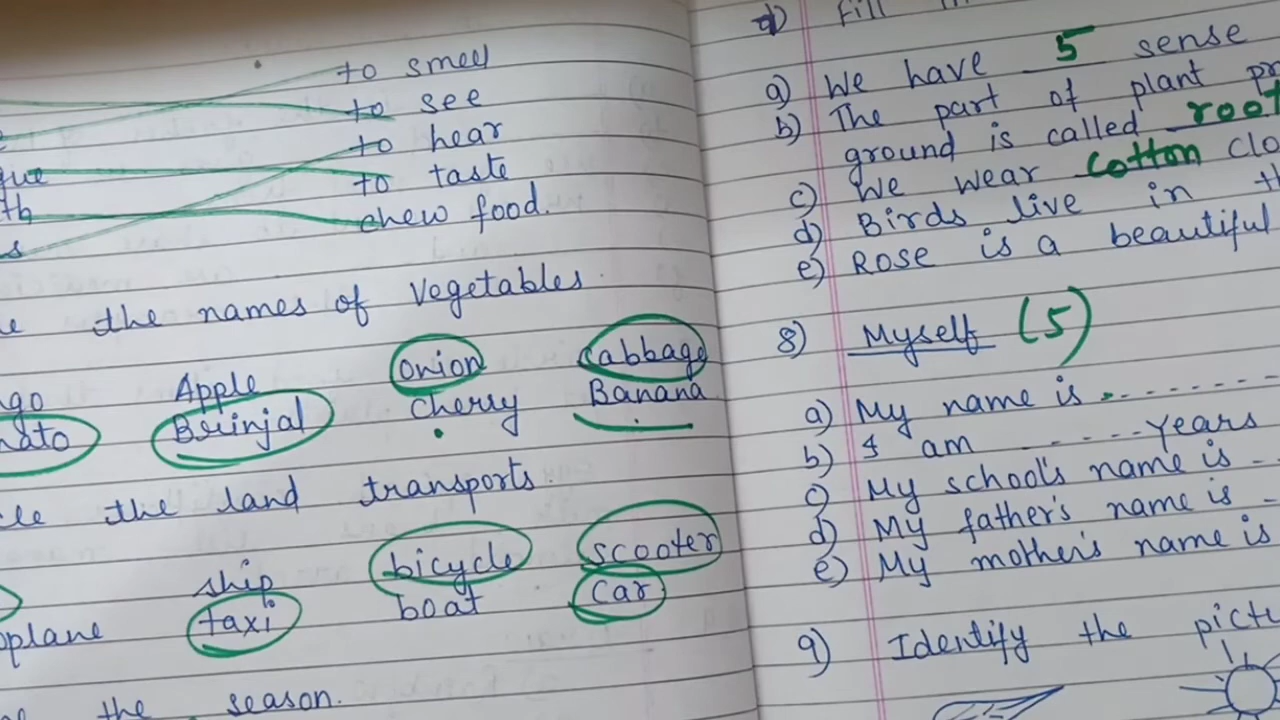 to smell
to see
to hear
to taste
chew food.
the names of vegetables
Apple onion cabbage
Brinjal cherry Banana
the land transports.
ship bicycle scooter
taxi boat car
the season.
Fill
a) We have 5 sense
b) The part of plant
ground is called root
c) We wear cotton
d) Birds live in
e) Rose is a beautiful
8) Myself (5)
a) My name is ........
b) I am ........ years
c) My school's name is
d) My father's name is
e) My mother's name is
9) Identify the